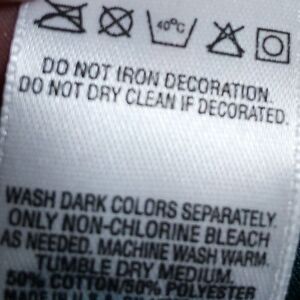 40°C
DO NOT IRON DECORATION.
DO NOT DRY CLEAN IF DECORATED.
WASH DARK COLORS SEPARATELY.
ONLY NON-CHLORINE BLEACH
AS NEEDED. MACHINE WASH WARM.
TUMBLE DRY MEDIUM.
50% COTTON/50% POLYESTER